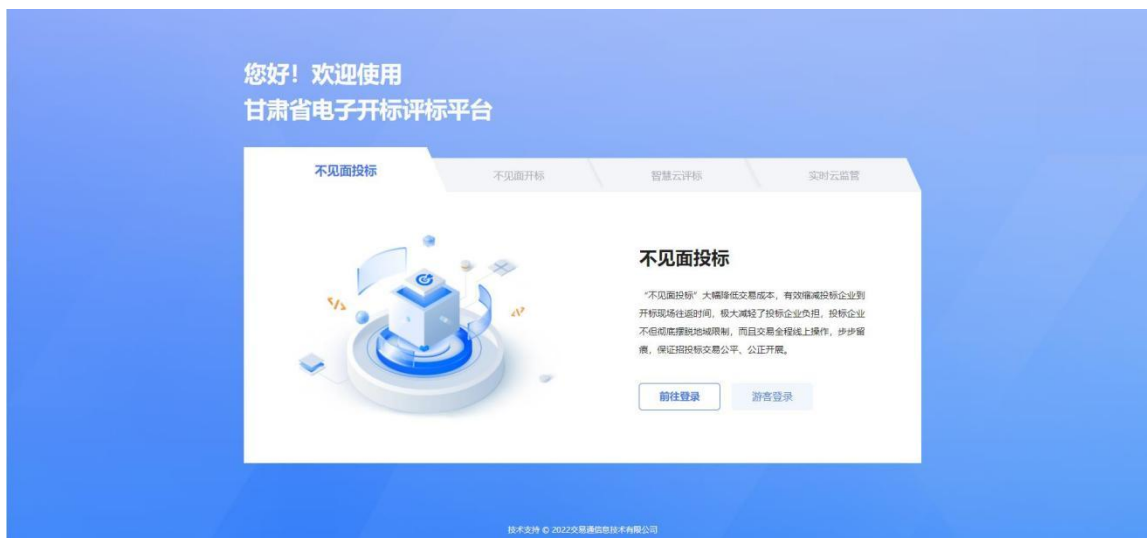 您好！欢迎使用
甘肃省电子开标评标平台
不见面投标
不见面开标
智慧云评标
实时云监管
不见面投标
“不见面投标”大幅降低交易成本，有效缩减投标企业到
开标现场往返时间，极大减轻了投标企业负担，投标企业
不但彻底摆脱地域限制，而且交易全程线上操作，步步留
痕，保证招投标交易公平、公正开展。
前往登录
游客登录
技术支持 © 2022交易通信息技术有限公司